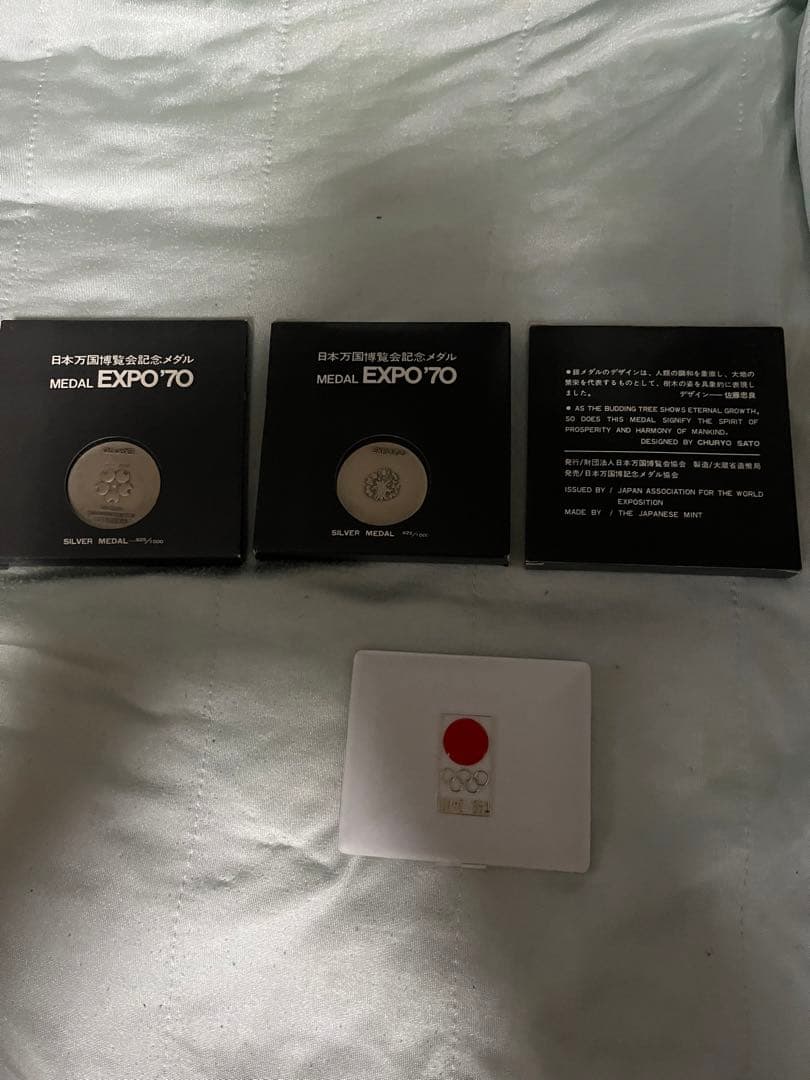 日本万国博覧会記念メダル
MEDAL EXPO'70
SILVER MEDAL 925/1000
日本万国博覧会記念メダル
MEDAL EXPO'70
SILVER MEDAL 925/1000
●銀メダルのデザインは、人類の調和を重直し、大地の
繁栄を代表するものとして、樹木の姿を具象的に表現し
ました。 デザイン——佐藤忠良
● AS THE BUDDING TREE SHOWS ETERNAL GROWTH,
SO DOES THIS MEDAL SIGNIFY THE SPIRIT OF
PROSPERITY AND HARMONY OF MANKIND.
DESIGNED BY CHURYO SATO
発行/財団法人日本万国博覧会協会 製造/大蔵省造幣局
発売/日本万国博記念メダル協会
ISSUED BY / JAPAN ASSOCIATION FOR THE WORLD
EXPOSITION
MADE BY / THE JAPANESE MINT